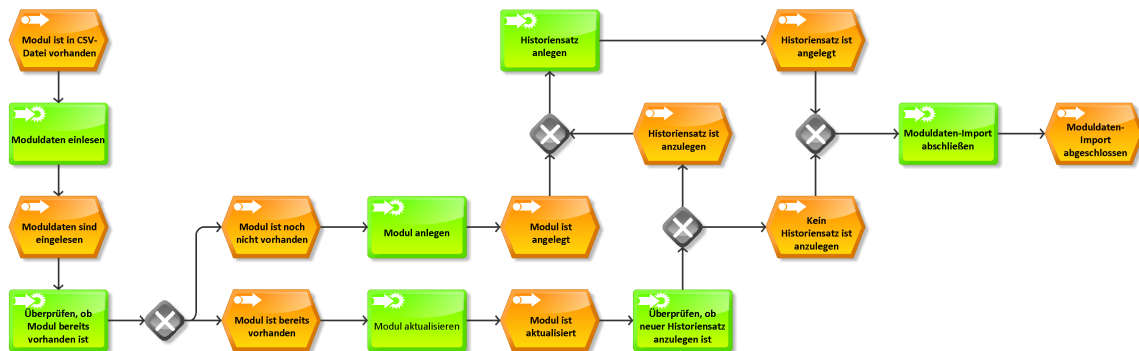 Modul ist in CSV-
Datei vorhanden
Moduldaten einlesen
Moduldaten sind
eingelesen
Überprüfen, ob
Modul bereits
vorhanden ist
Modul ist noch
nicht vorhanden
Modul anlegen
Modul ist
angelegt
Modul ist bereits
vorhanden
Modul aktualisieren
Modul ist
aktualisiert
Überprüfen, ob
neuer Historiensatz
anzulegen ist
Historiensatz ist
anzulegen
Historiensatz
anlegen
Historiensatz ist
angelegt
Kein
Historiensatz ist
anzulegen
Moduldaten-Import
abschließen
Moduldaten-
Import
abgeschlossen